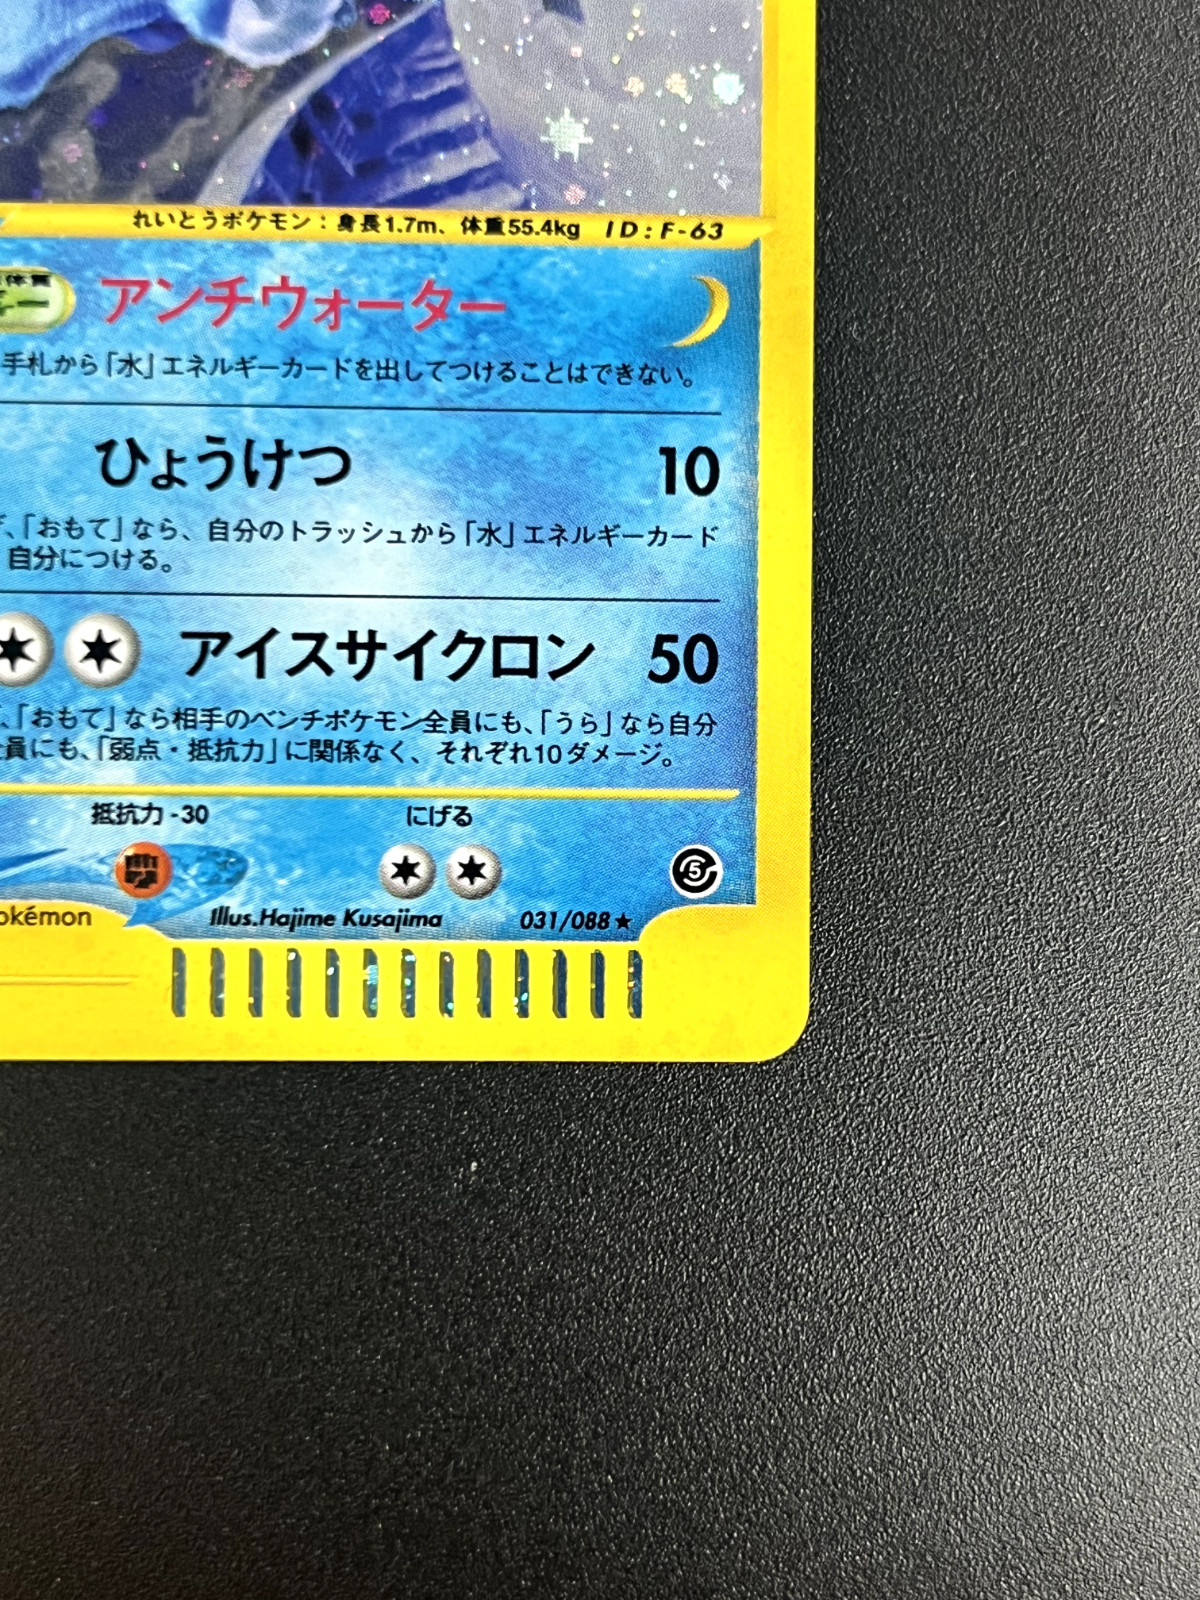 れいとうポケモン：身長1.7m、体重55.4kg ID:F-63
アンチウォーター
手札から「水」エネルギーカードを出してつけることはできない。
ひょうけつ 10
、「おもて」なら、自分のトラッシュから「水」エネルギーカード
自分につける。
アイスサイクロン 50
、「おもて」なら相手のベンチポケモン全員にも、「うら」なら自分
全員にも、「弱点・抵抗力」に関係なく、それぞれ10ダメージ。
抵抗力 -30 にげる
5
okémon Illus.Hajime Kusajima 031/088★